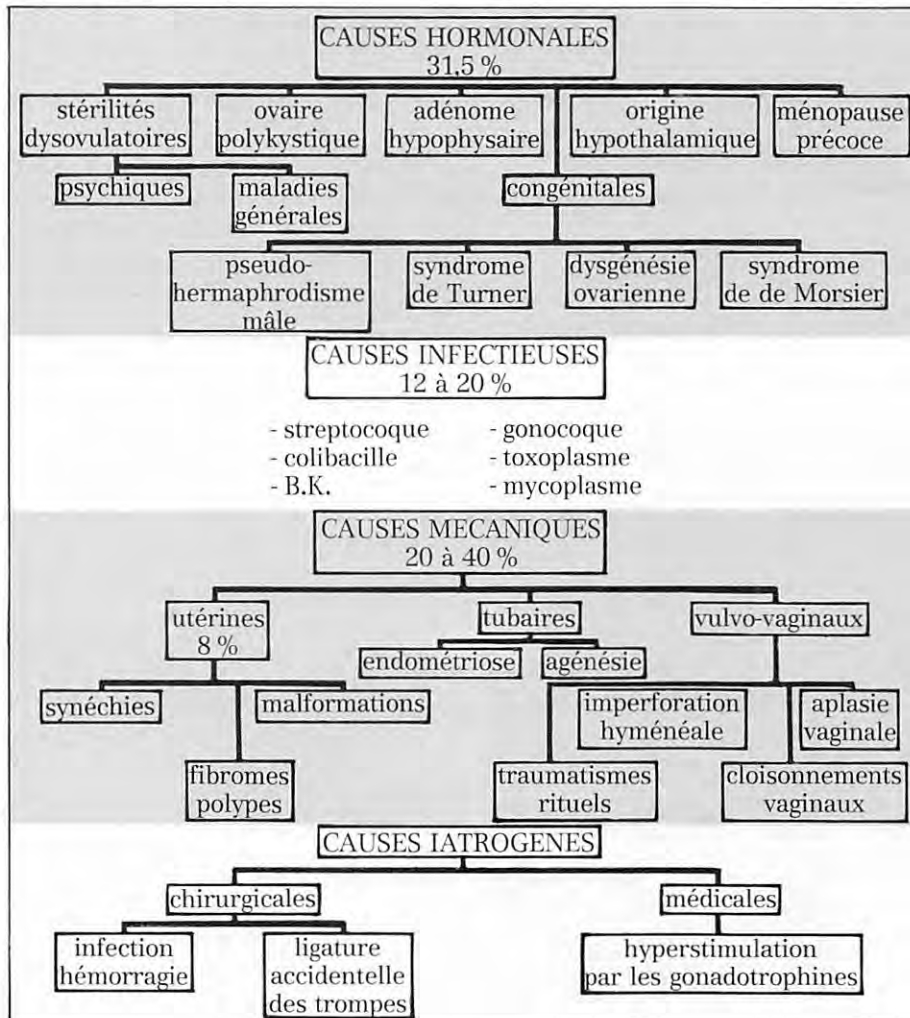 CAUSES HORMONALES
31,5 %
stérilités
dysovulatoires
ovaire
polykystique
adénome
hypophysaire
origine
hypothalamique
ménopause
précoce
psychiques
maladies
générales
congénitales
pseudo-
hermaphrodisme
mâle
syndrome
de Turner
dysgénésie
ovarienne
syndrome
de de Morsier
CAUSES INFECTIEUSES
12 à 20 %
- streptocoque
- colibacille
- B.K.
- gonocoque
- toxoplasme
- mycoplasme
CAUSES MECANIQUES
20 à 40 %
utérines
8 %
tubaires
vulvo-vaginaux
endométriose
agénésie
synéchies
malformations
imperforation
hyménéale
aplasie
vaginale
fibromes
polypes
traumatismes
rituels
cloisonnements
vaginaux
CAUSES IATROGENES
chirurgicales
médicales
infection
hémorragie
ligature
accidentelle
des trompes
hyperstimulation
par les gonadotrophines